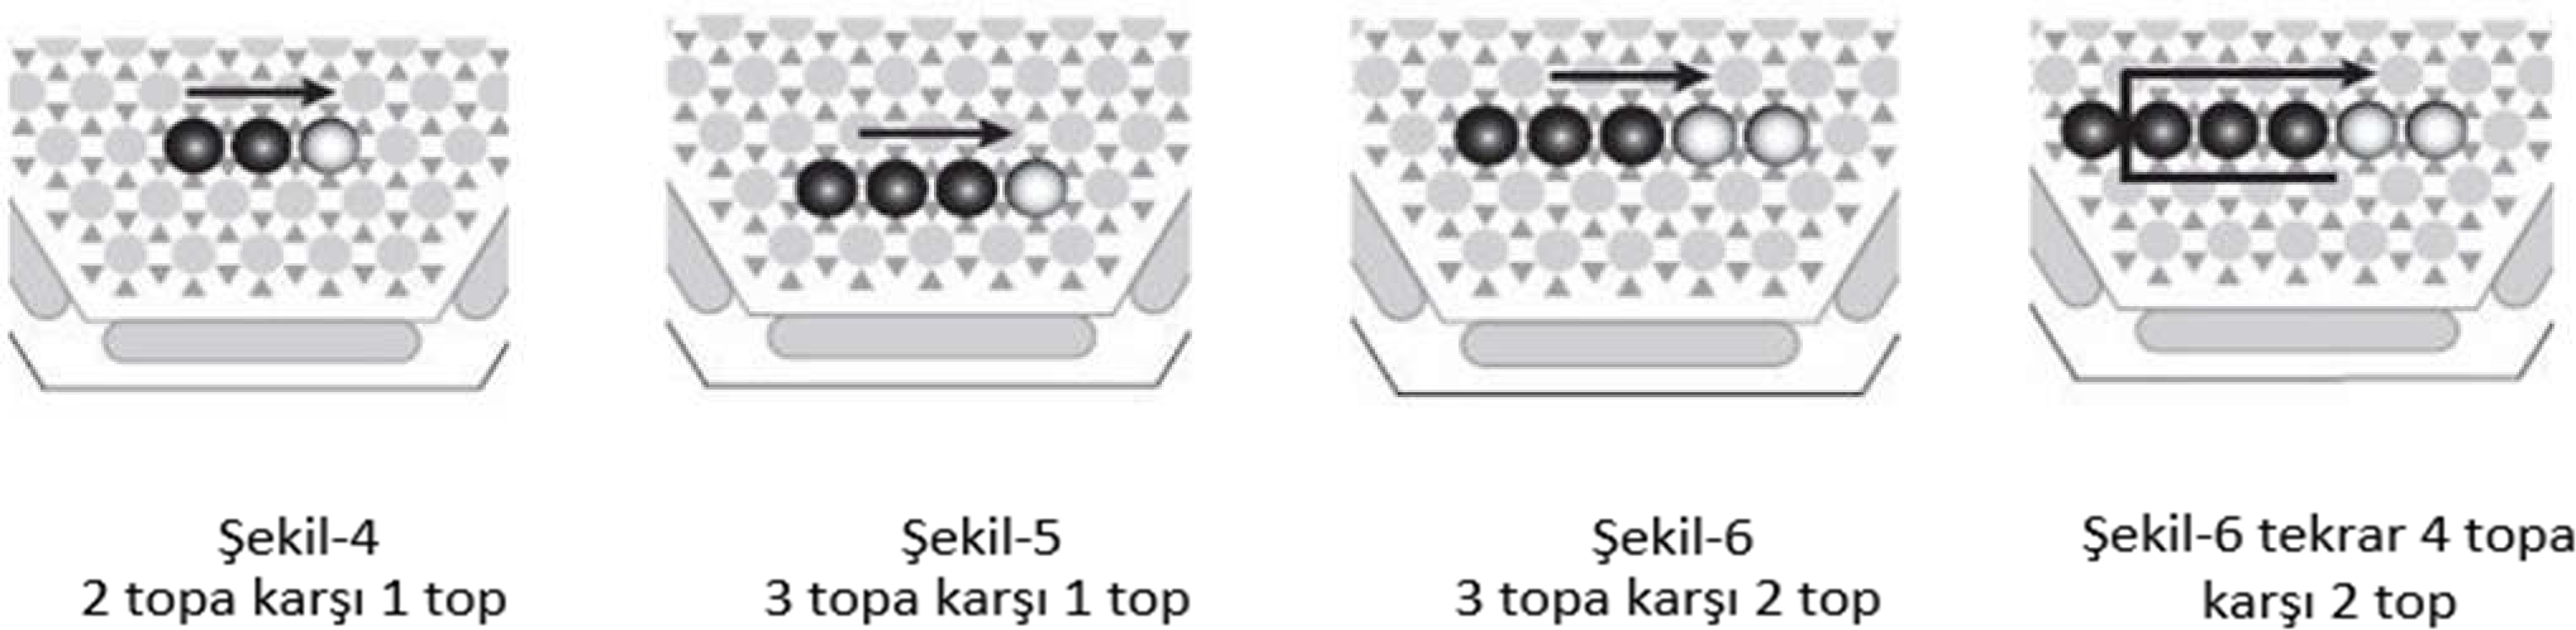 Şekil-4
2 topa karşı 1 top
Şekil-5
3 topa karşı 1 top
Şekil-6
3 topa karşı 2 top
Şekil-6 tekrar 4 topa
karşı 2 top